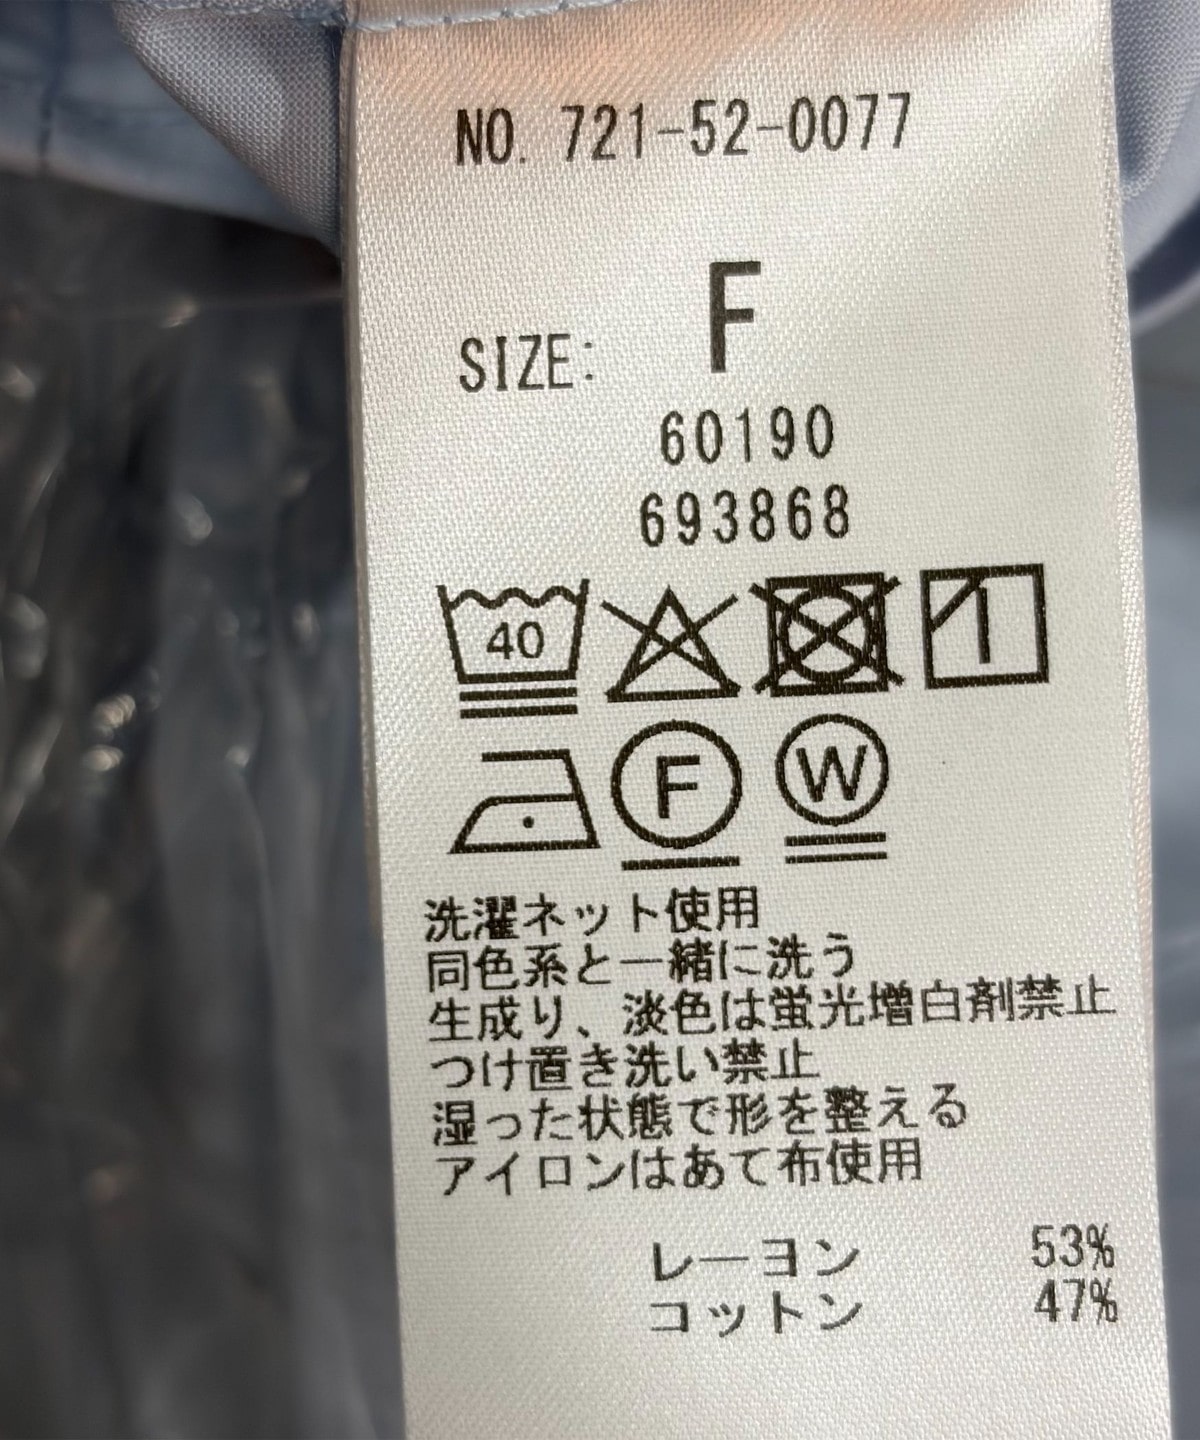 NO. 721-52-0077
SIZE: F
60190
693868
40
F W
洗濯ネット使用
同色系と一緒に洗う
生成り、淡色は蛍光増白剤禁止
つけ置き洗い禁止
湿った状態で形を整える
アイロンはあて布使用
レーヨン 53%
コットン 47%